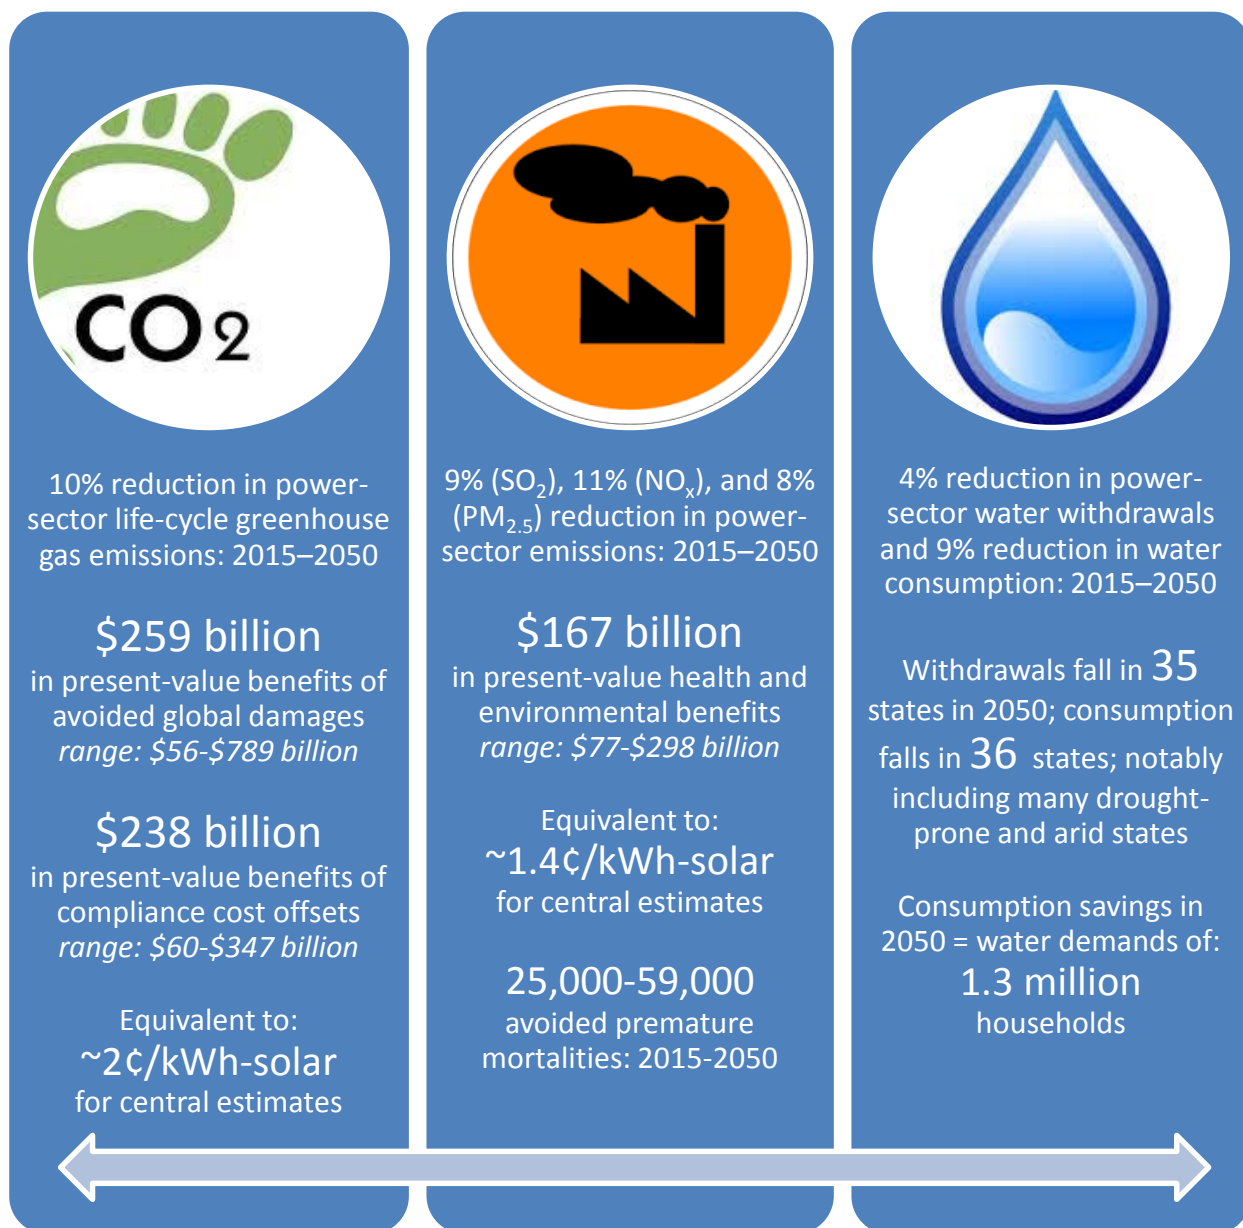 CO2
10% reduction in power-
sector life-cycle greenhouse
gas emissions: 2015–2050
$259 billion
in present-value benefits of
avoided global damages
range: $56-$789 billion
$238 billion
in present-value benefits of
compliance cost offsets
range: $60-$347 billion
Equivalent to:
~2¢/kWh-solar
for central estimates
9% (SO₂), 11% (NOₓ), and 8%
(PM₂.₅) reduction in power-
sector emissions: 2015–2050
$167 billion
in present-value health and
environmental benefits
range: $77-$298 billion
Equivalent to:
~1.4¢/kWh-solar
for central estimates
25,000-59,000
avoided premature
mortalities: 2015-2050
4% reduction in power-
sector water withdrawals
and 9% reduction in water
consumption: 2015–2050
Withdrawals fall in 35
states in 2050; consumption
falls in 36 states; notably
including many drought-
prone and arid states
Consumption savings in
2050 = water demands of:
1.3 million
households